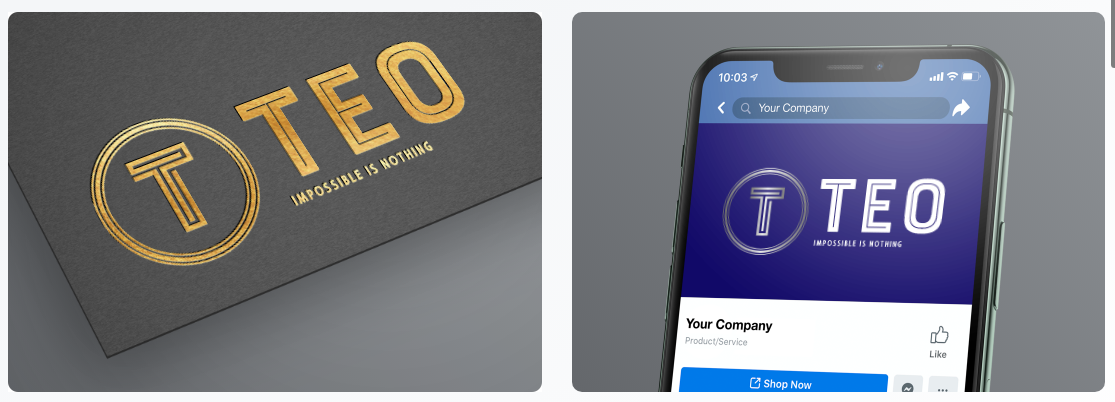 T
TEO
IMPOSSIBLE IS NOTHING
10:03
Your Company
T
TEO
IMPOSSIBLE IS NOTHING
Your Company
Product/Service
Like
Shop Now